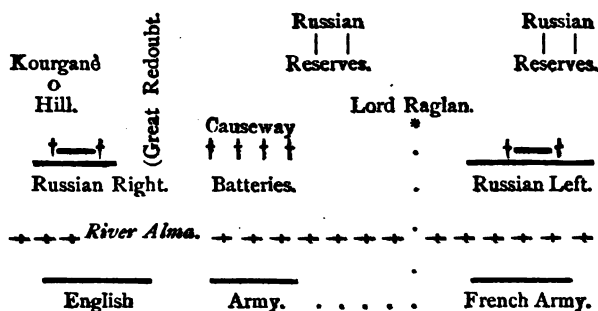 Russian Russian
Reserves. Reserves.
Kourganè
Hill.
(Great Redoubt.
Lord Raglan.
Causeway
Batteries.
Russian Right.
Russian Left.
River Alma.
English Army. French Army.